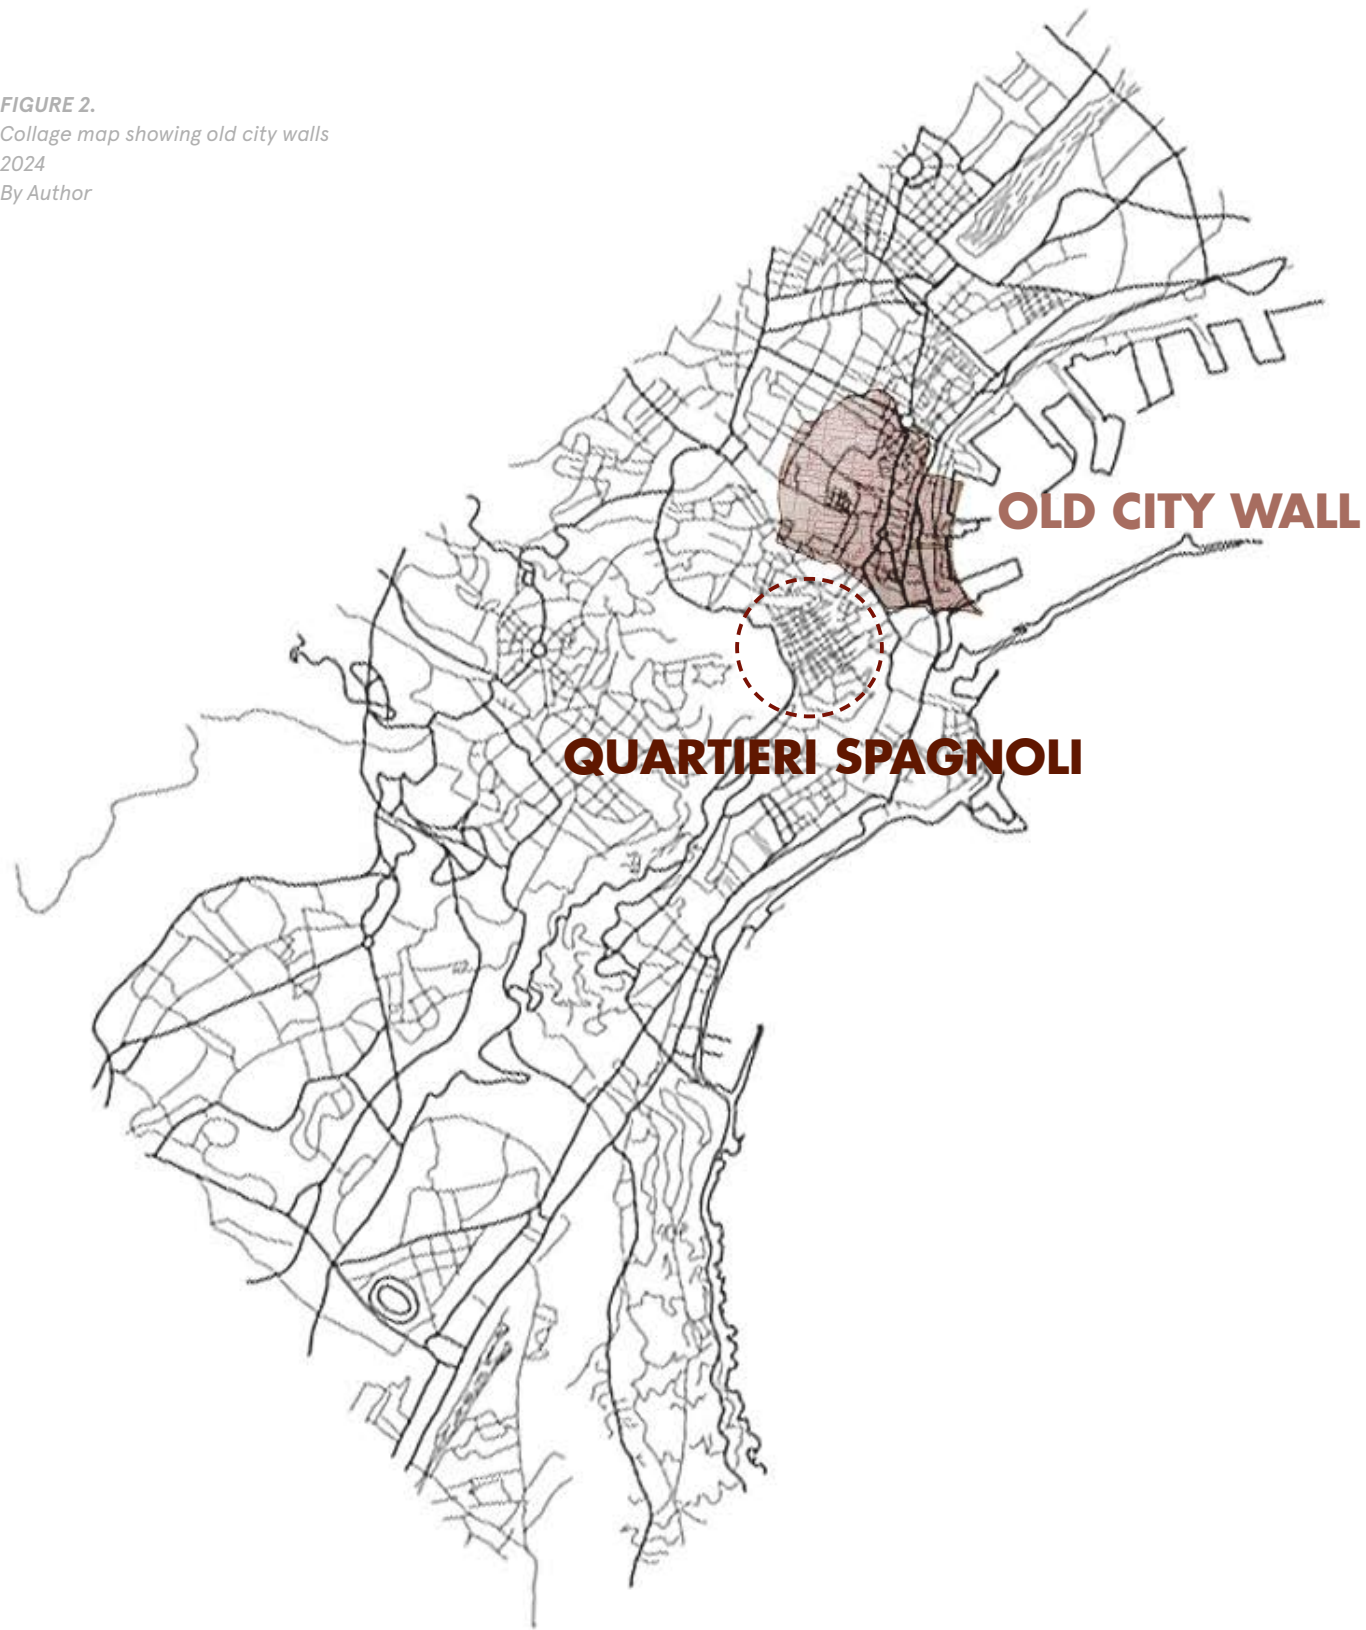 FIGURE 2.
Collage map showing old city walls
2024
By Author
OLD CITY WALL
QUARTIERI SPAGNOLI